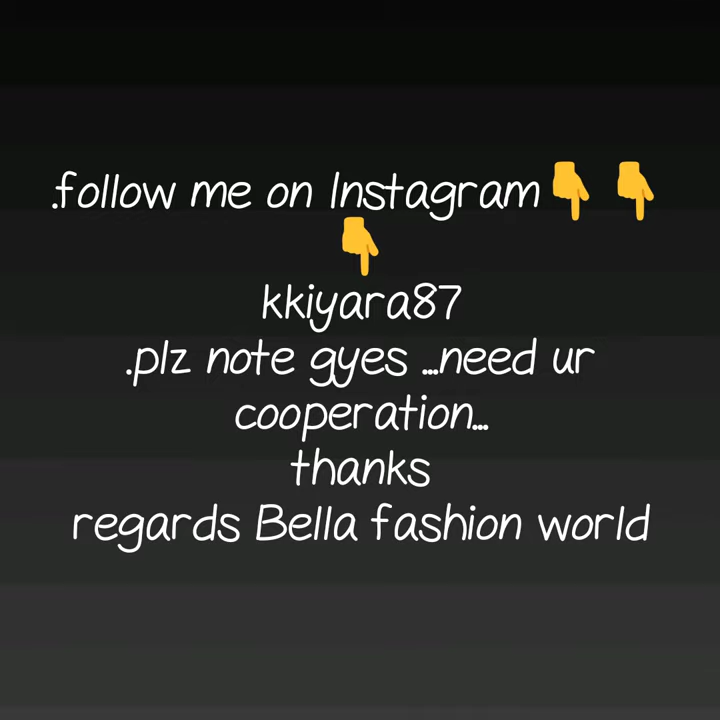 .follow me on Instagram👇 👇
👇
kkiyara87
.plz note gyes ...need ur
cooperation...
thanks
regards Bella fashion world